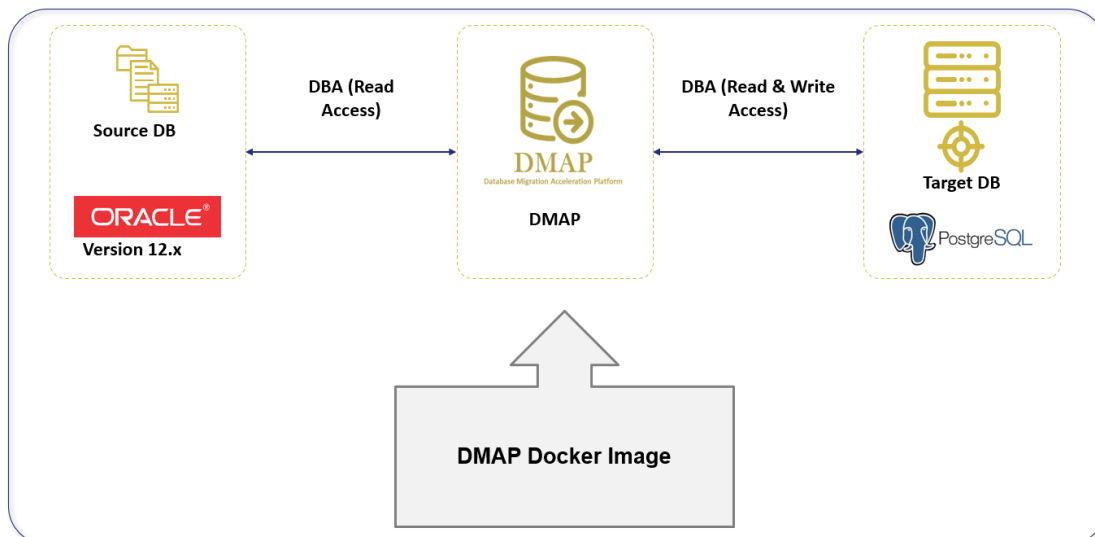 Source DB
ORACLE®
Version 12.x
DBA (Read
Access)
DMAP
Database Migration Acceleration Platform
DMAP
DBA (Read & Write
Access)
Target DB
PostgreSQL
DMAP Docker Image